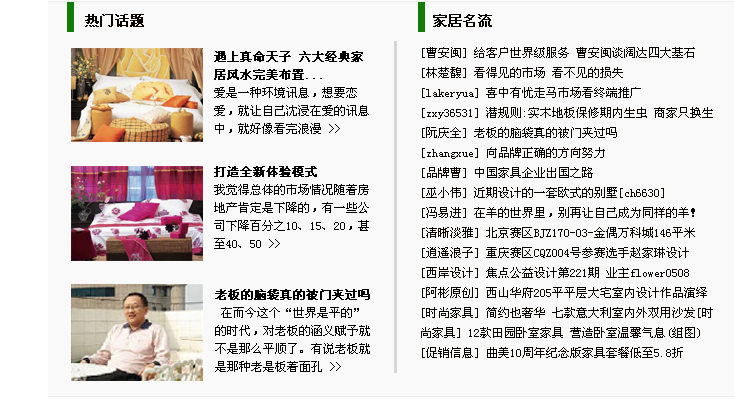 热门话题
遇上真命天子 六大经典家
居风水完美布置...
爱是一种环境讯息，想要恋
爱，就让自己沈浸在爱的讯息
中，就好像看完浪漫 >>
打造全新体验模式
我觉得总体的市场情况随着房
地产肯定是下降的，有一些公
司下降百分之10、15、20，甚
至40、50 >>
老板的脑袋真的被门夹过吗
在而今这个“世界是平的”
的时代，对老板的涵义赋予就
不是那么平顺了。有说老板就
是那种老是板着面孔 >>
家居名流
[曹安闽] 给客户世界级服务 曹安闽谈阔达四大基石
[林楚魏] 看得见的市场 看不见的损失
[lakeryua] 喜中有忧走马市场看终端推广
[zxy36531] 潜规则:实木地板保修期内生虫 商家只换生
[阮庆全] 老板的脑袋真的被门夹过吗
[zhangxue] 向品牌正确的方向努力
[品牌曹] 中国家具企业出国之路
[巫小伟] 近期设计的一套欧式的别墅[ch6630]
[冯易进] 在羊的世界里，别再让自己成为同样的羊！
[清晰淡雅] 北京赛区BJZ170-03-金偶万科城146平米
[逍遥浪子] 重庆赛区CQZ004号参赛选手赵家琳设计
[西岸设计] 焦点公益设计第221期 业主flower0508
[阿彬原创] 西山华府205平平层大宅室内设计作品演绎
[时尚家具] 简约也奢华 七款意大利室内外双用沙发[时
尚家具] 12款田园卧室家具 营造卧室温馨气息(组图)
[促销信息] 曲美10周年纪念版家具套餐低至5.8折